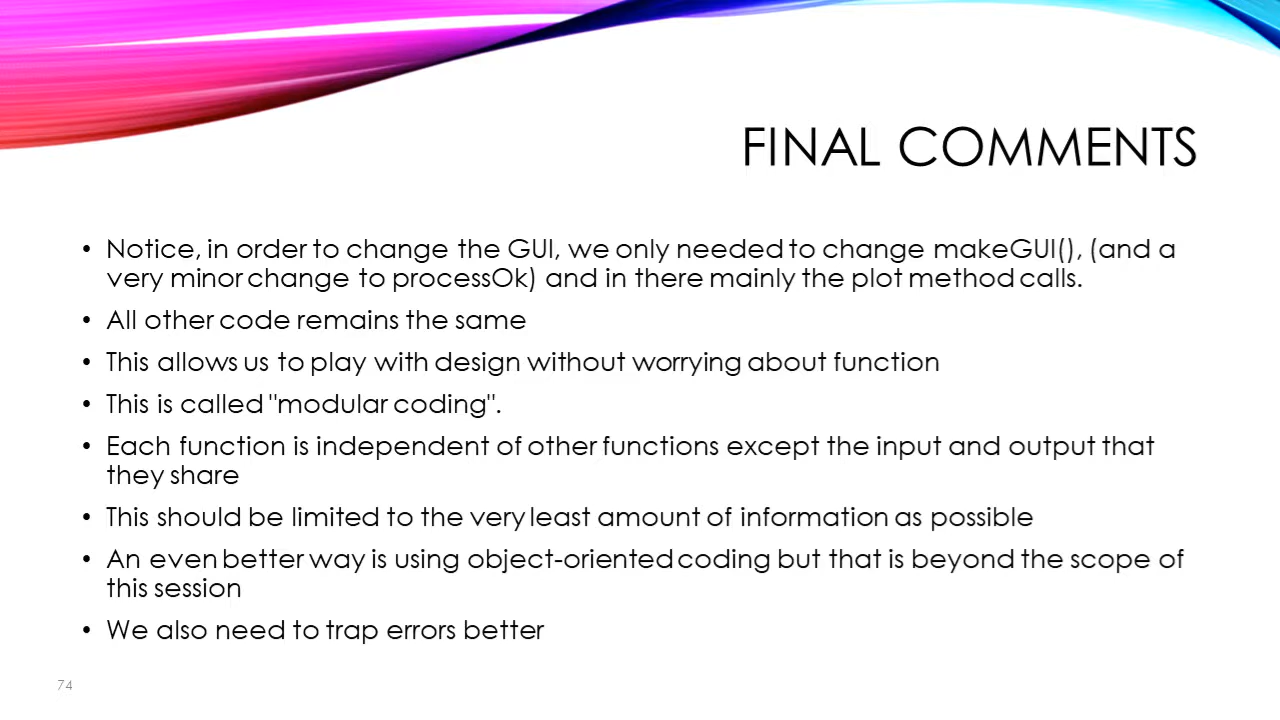 FINAL COMMENTS
• Notice, in order to change the GUI, we only needed to change makeGUI(), (and a
very minor change to processOk) and in there mainly the plot method calls.
• All other code remains the same
• This allows us to play with design without worrying about function
• This is called "modular coding".
• Each function is independent of other functions except the input and output that
they share
• This should be limited to the very least amount of information as possible
• An even better way is using object-oriented coding but that is beyond the scope of
this session
• We also need to trap errors better
74